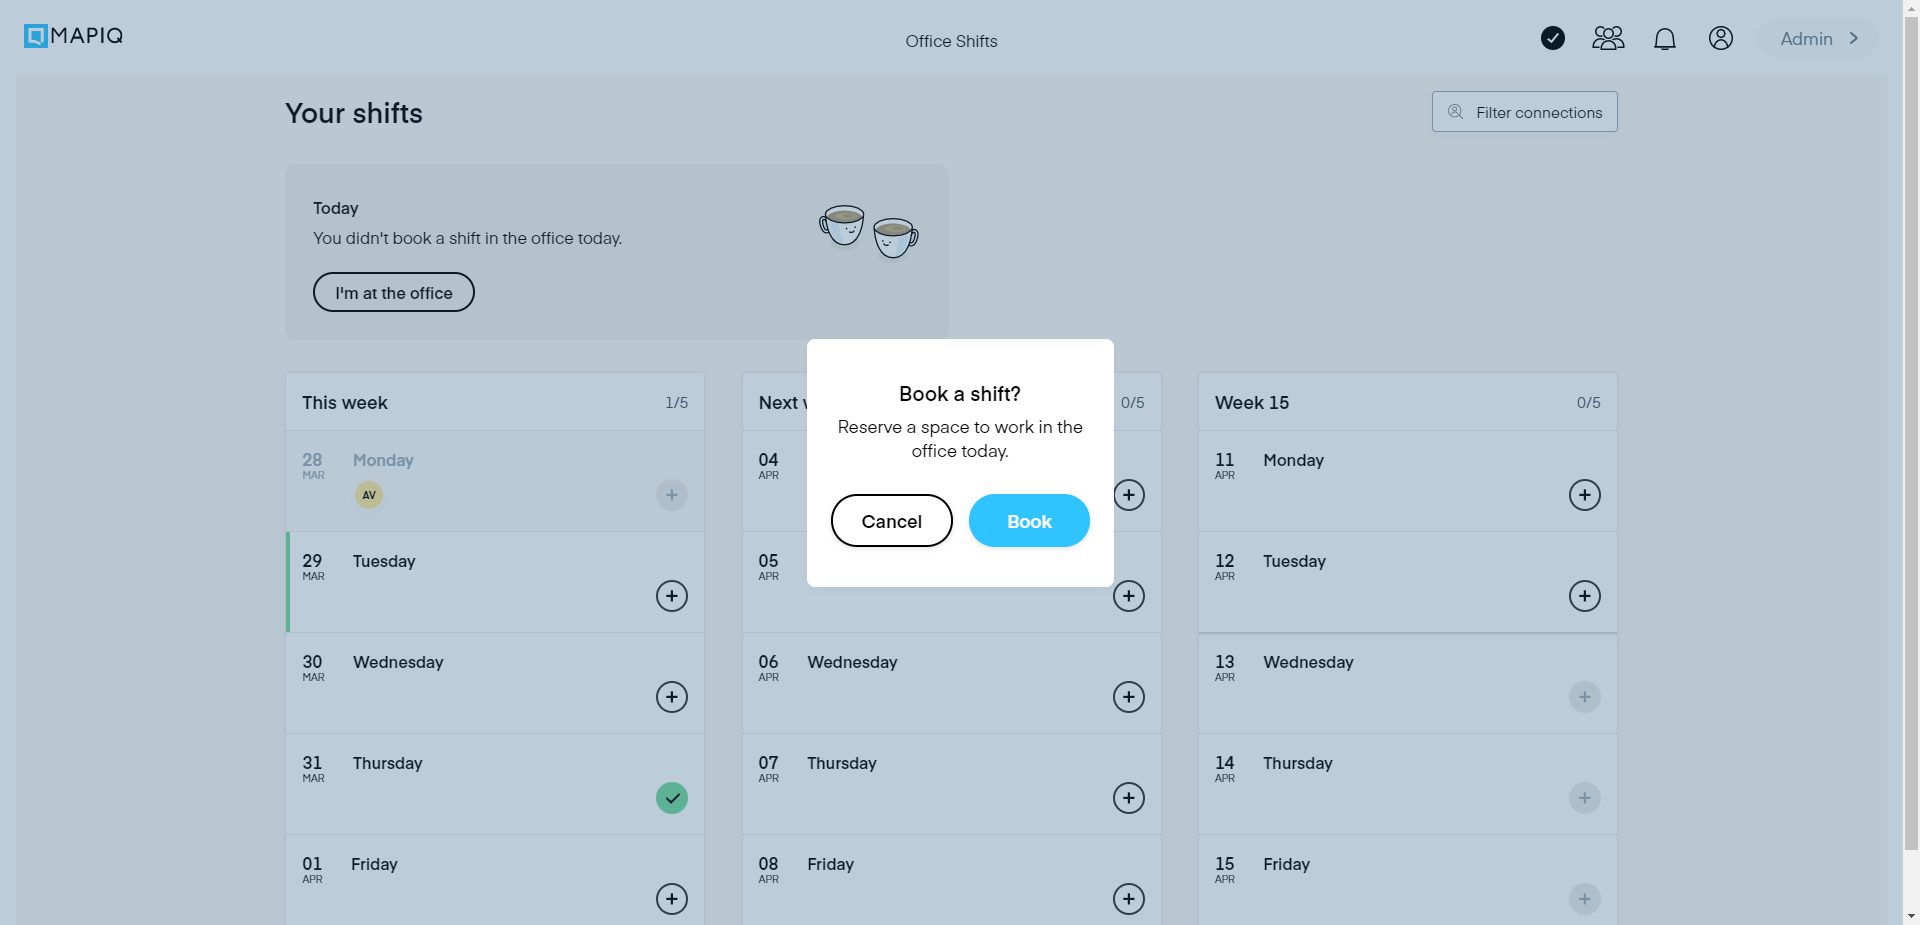 MAPIQ
Office Shifts
Admin
Your shifts
Filter connections
Today
You didn't book a shift in the office today.
I'm at the office
Book a shift?
Reserve a space to work in the
office today.
Cancel
Book
This week
1/5
28
MAR
Monday
AV
29
MAR
Tuesday
30
MAR
Wednesday
31
MAR
Thursday
01
APR
Friday
Next
0/5
04
APR
05
APR
06
APR
Wednesday
07
APR
Thursday
08
APR
Friday
Week 15
0/5
11
APR
Monday
12
APR
Tuesday
13
APR
Wednesday
14
APR
Thursday
15
APR
Friday